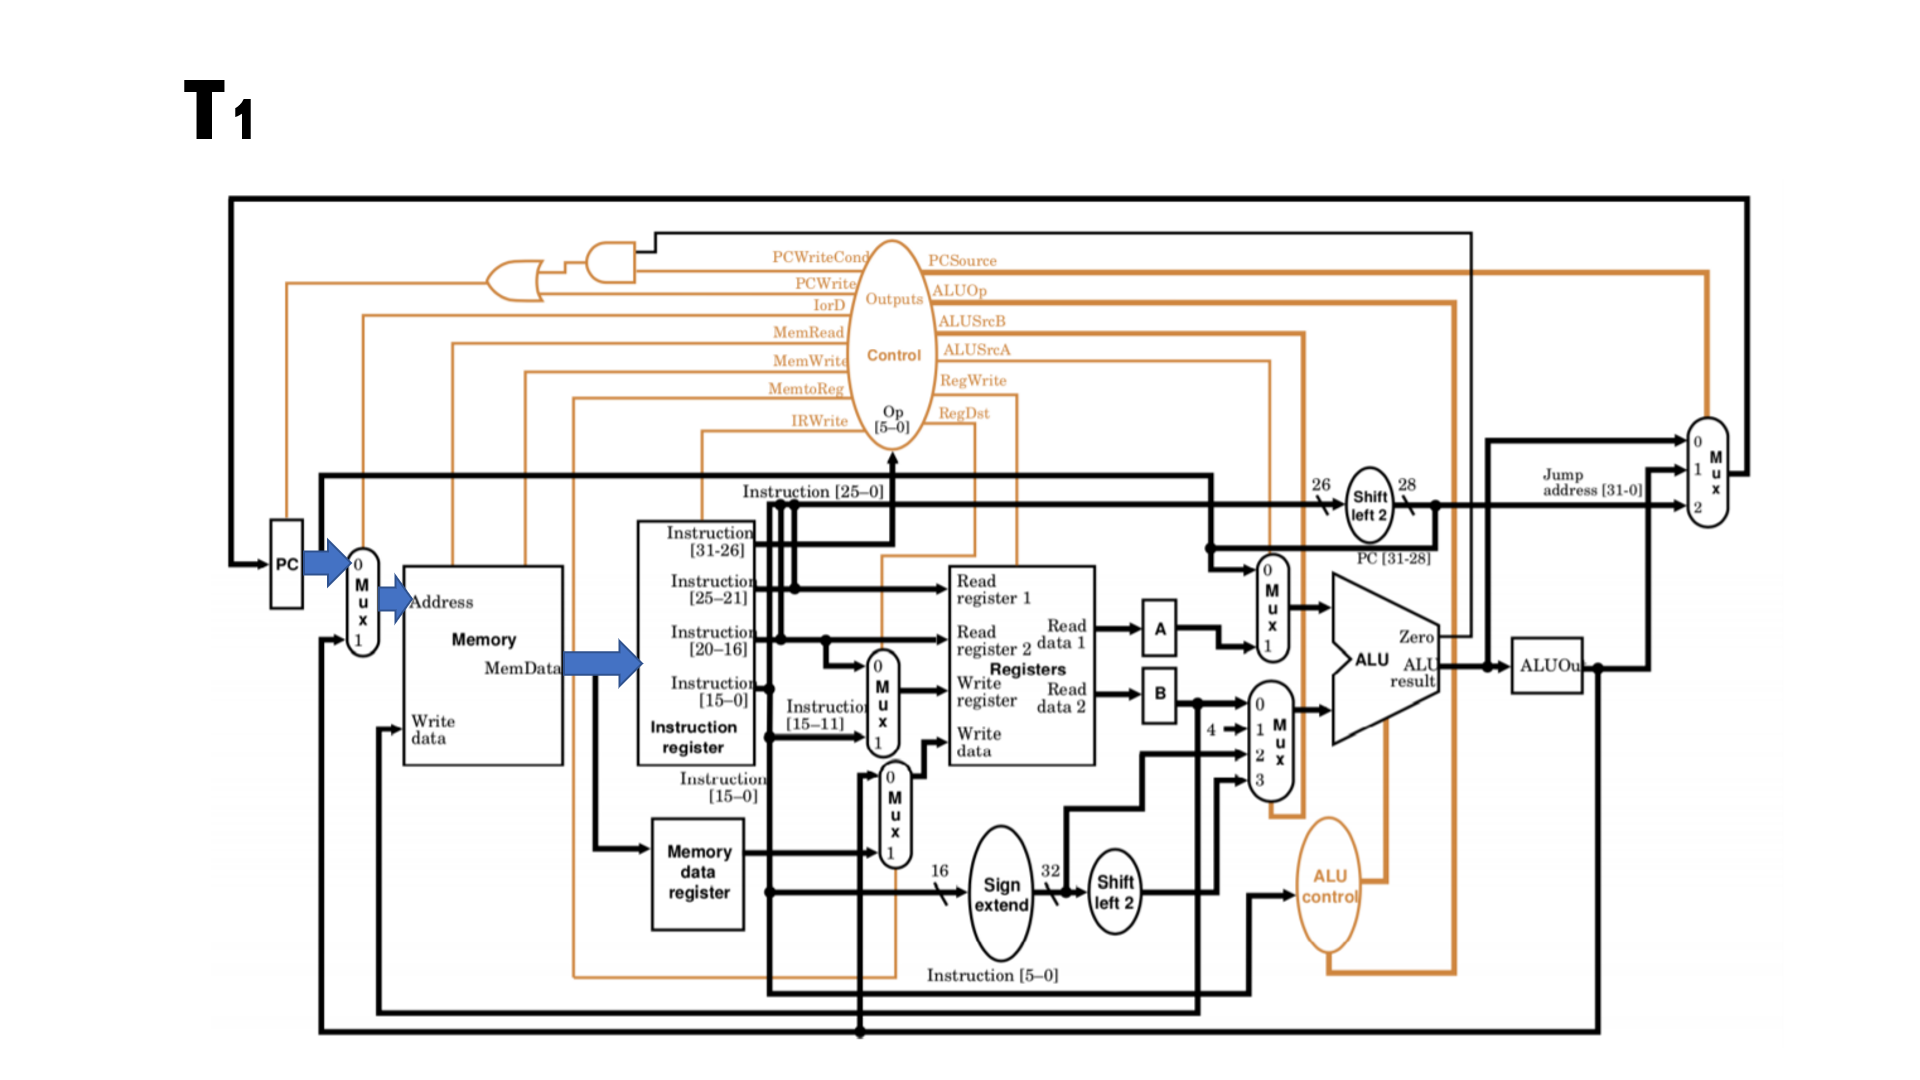 T1
PCWriteCond
PCWrite
IorD
MemRead
MemWrite
MemtoReg
IRWrite
Outputs
Control
Op
[5–0]
PCSource
ALUOp
ALUSrcB
ALUSrcA
RegWrite
RegDst
PC
0
M
u
x
1
Address
Memory
MemData
Write
data
Instruction [25–0]
Instruction
[31-26]
Instruction
[25–21]
Instruction
[20–16]
Instruction
[15–0]
Instruction
register
Instruction
[15–0]
Memory
data
register
Instruction
[15–11]
0
M
u
x
1
0
M
u
x
1
Read
register 1
Read
register 2
Registers
Write
register
Write
data
Read
data 1
Read
data 2
A
B
16
Sign
extend
32
Shift
left 2
Instruction [5–0]
26
Shift
left 2
28
PC [31-28]
Jump
address [31-0]
0
M
u
x
1
4
0
1
2
3
M
u
x
Zero
ALU
ALU
result
ALUOu
ALU
control
0
1
2
M
u
x